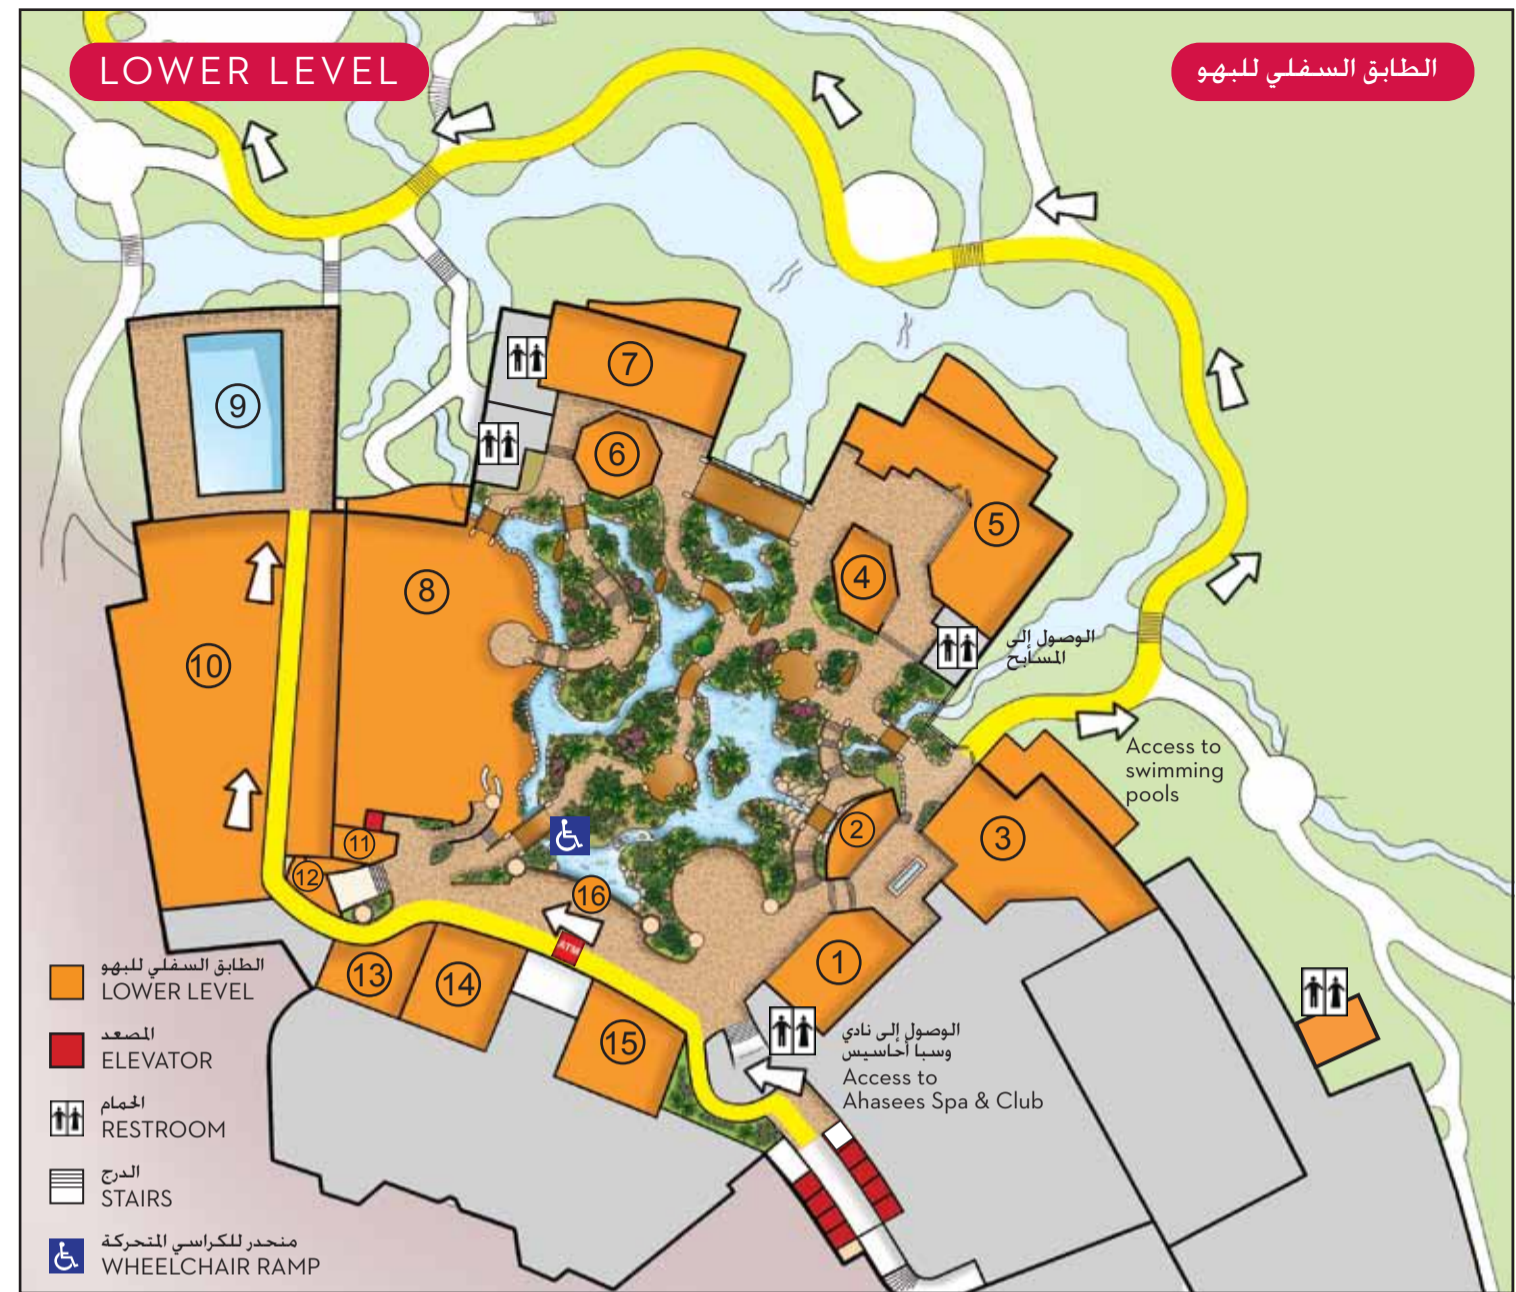 LOWER LEVEL
الطابق السفلي للبهو
7
9
6
5
4
8
10
الوصول إلى
المسابح
Access to
swimming
pools
2
3
11
12
16
ATM
1
13
14
15
الوصول إلى نادي
وسبا أحاسيس
Access to
Ahasees Spa & Club
الطابق السفلي للبهو
LOWER LEVEL
المصعد
ELEVATOR
الحمام
RESTROOM
الدرج
STAIRS
منحدر للكراسي المتحركة
WHEELCHAIR RAMP